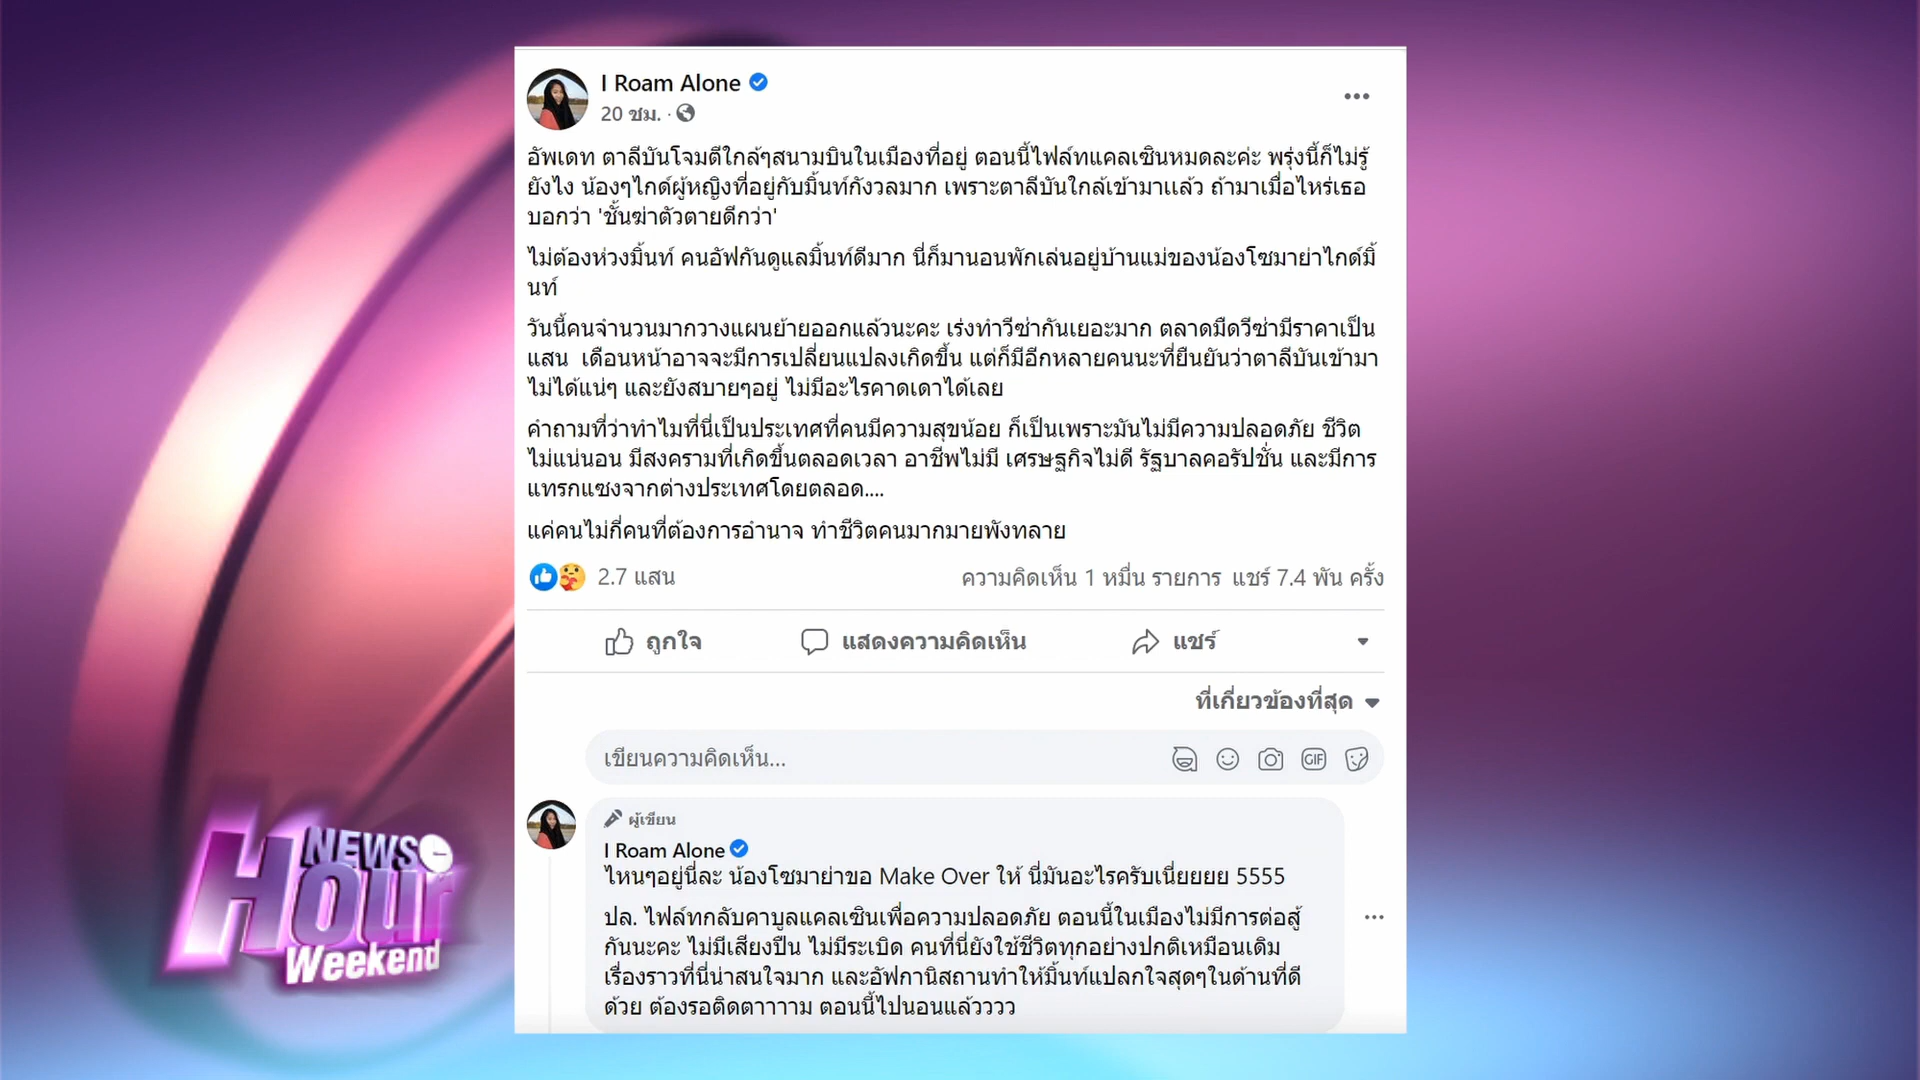 I Roam Alone
20 ชม. ·
อัพเดท ตาลีบันโจมตีใกล้ๆสนามบินในเมืองที่อยู่ ตอนนี้ไฟล์ทแคลเซินหมดละค่ะ พรุ่งนี้ก็ไม่รู้
ยังไง น้องๆไกด์ผู้หญิงที่อยู่กับมิ้นท์กังวลมาก เพราะตาลีบันใกล้เข้ามาแล้ว ถ้ามาเมื่อไหร่เธอ
บอกว่า 'ชั้นฆ่าตัวตายดีกว่า'
ไม่ต้องห่วงมิ้นท์ คนอัฟกันดูแลมิ้นท์ดีมาก นี่ก็มานอนพักเล่นอยู่บ้านแม่ของน้องโซมาย่าไกด์มิ้
นท์
วันนี้คนจำนวนมากวางแผนย้ายออกแล้วนะคะ เร่งทำวีซ่ากันเยอะมาก ตลาดมืดวีซ่ามีราคาเป็น
แสน เดือนหน้าอาจจะมีการเปลี่ยนแปลงเกิดขึ้น แต่ก็มีอีกหลายคนนะที่ยืนยันว่าตาลีบันเข้ามา
ไม่ได้แน่ๆ และยังสบายๆอยู่ ไม่มีอะไรคาดเดาได้เลย
คำถามที่ว่าทำไมที่นี่เป็นประเทศที่คนมีความสุขน้อย ก็เป็นเพราะมันไม่มีความปลอดภัย ชีวิต
ไม่แน่นอน มีสงครามที่เกิดขึ้นตลอดเวลา อาชีพไม่มี เศรษฐกิจไม่ดี รัฐบาลคอรัปชั่น และมีการ
แทรกแซงจากต่างประเทศโดยตลอด....
แค่คนไม่กี่คนที่ต้องการอำนาจ ทำชีวิตคนมากมายพังทลาย
2.7 แสน ความคิดเห็น 1 หมื่น รายการ แชร์ 7.4 พัน ครั้ง
ถูกใจ แสดงความคิดเห็น แชร์
ที่เกี่ยวข้องที่สุด
เขียนความคิดเห็น...
GIF
ผู้เขียน
I Roam Alone
ไหนๆอยู่นี่ละ น้องโซมาย่าขอ Make Over ให้ นี่มันอะไรครับเนี่ยยยย 5555
ปล. ไฟล์ทกลับคาบูลแคลเซินเพื่อความปลอดภัย ตอนนี้ในเมืองไม่มีการต่อสู้
กันนะคะ ไม่มีเสียงปืน ไม่มีระเบิด คนที่นี่ยังใช้ชีวิตทุกอย่างปกติเหมือนเดิม
เรื่องราวที่นี่น่าสนใจมาก และอัฟกานิสถานทำให้มิ้นท์แปลกใจสุดๆในด้านที่ดี
ด้วย ต้องรอติดตาาาาม ตอนนี้ไปนอนแล้วววว
NEWS
Hour
Weekend